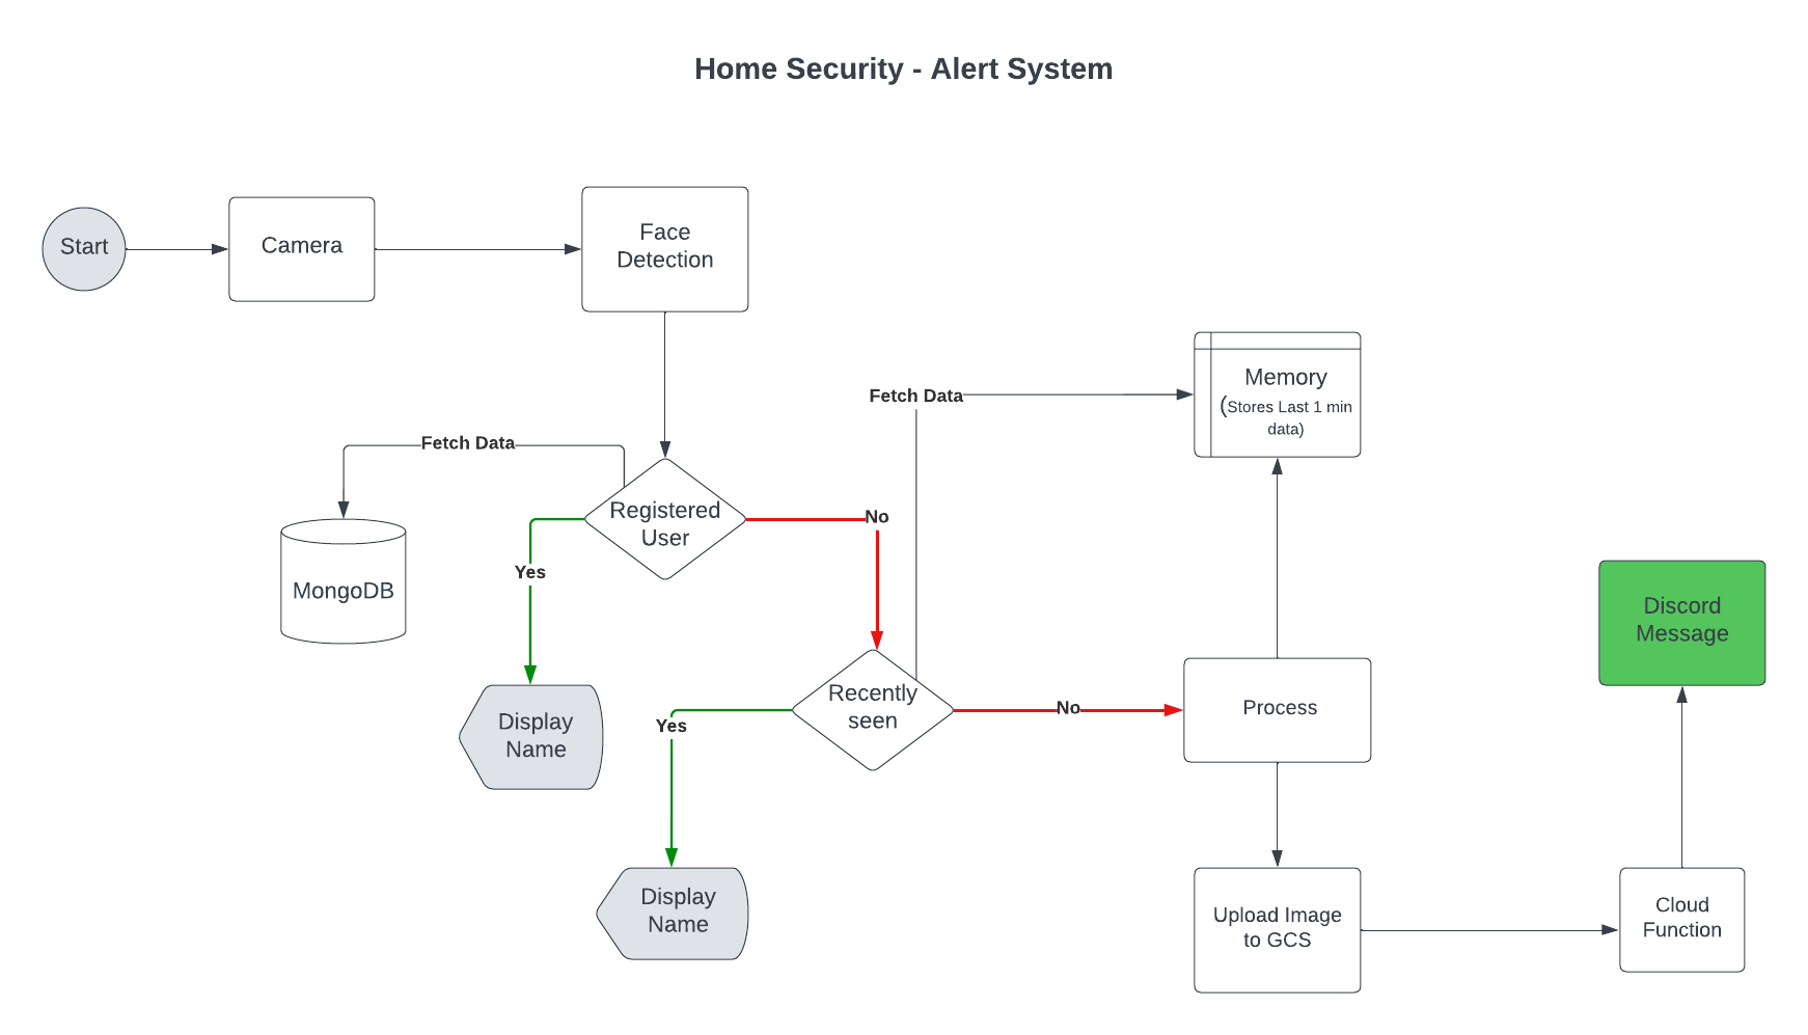 Home Security - Alert System
Start
Camera
Face
Detection
Memory
(Stores Last 1 min
data)
Fetch Data
Fetch Data
Registered
User
No
Yes
MongoDB
Discord
Message
Display
Name
Recently
seen
Yes
No
Process
Display
Name
Upload Image
to GCS
Cloud
Function